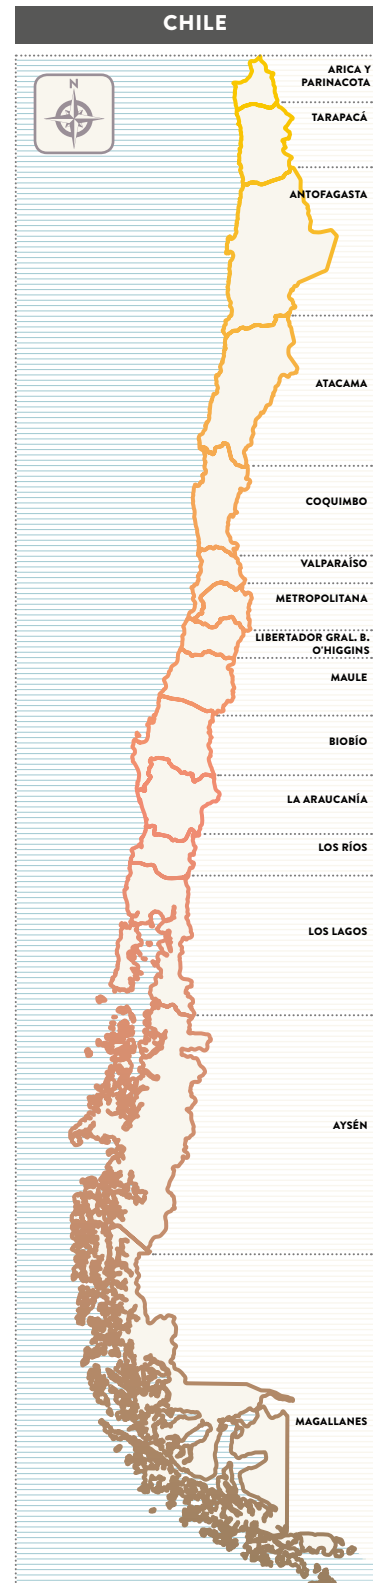 CHILE
N
ARICA Y
PARINACOTA
TARAPACÁ
ANTOFAGASTA
ATACAMA
COQUIMBO
VALPARAÍSO
METROPOLITANA
LIBERTADOR GRAL. B.
O'HIGGINS
MAULE
BIOBÍO
LA ARAUCANÍA
LOS RÍOS
LOS LAGOS
AYSÉN
MAGALLANES